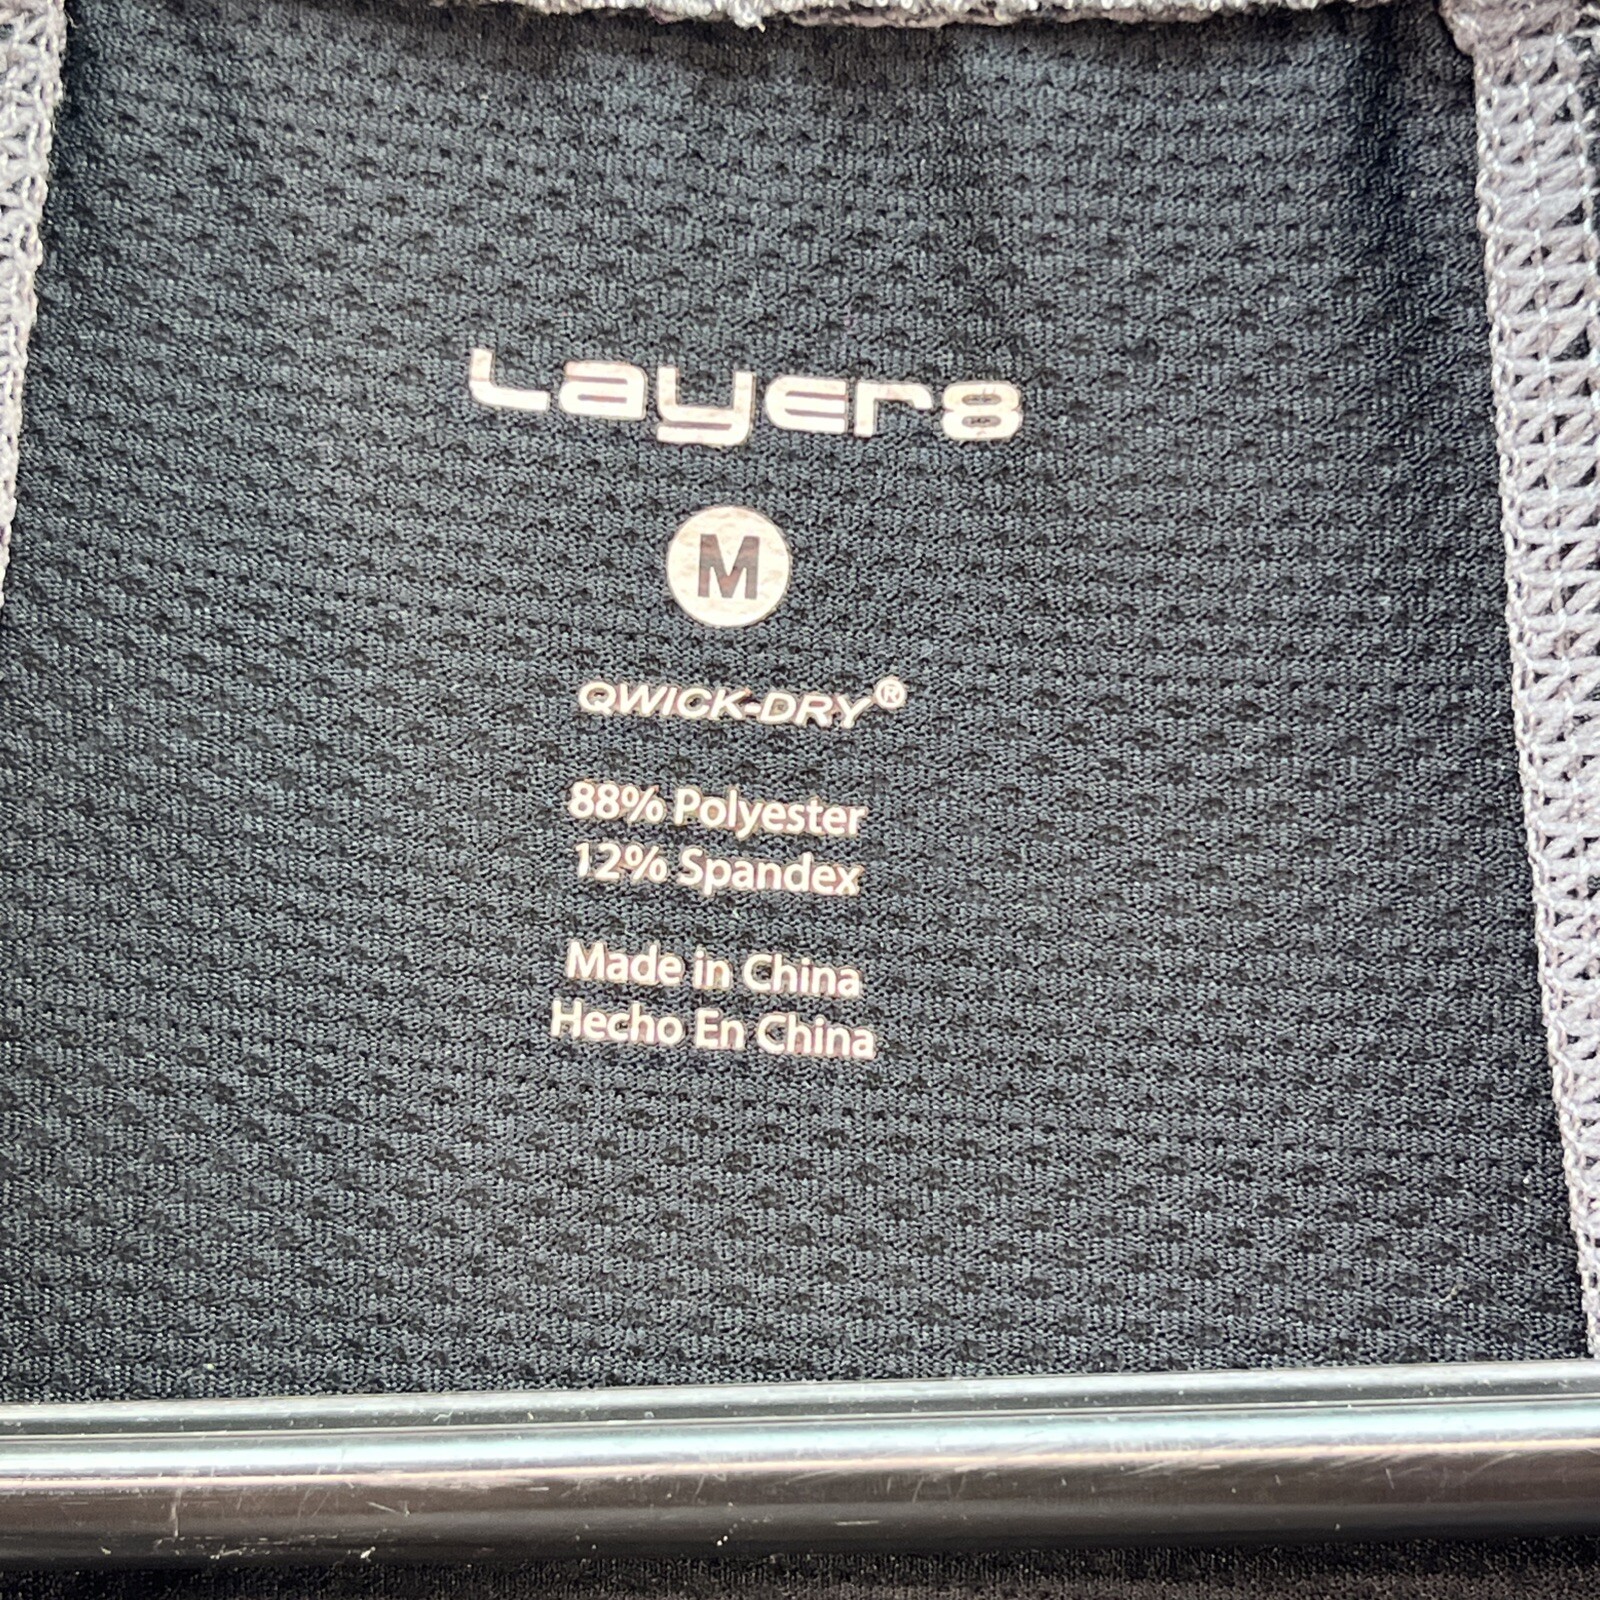 Layer8
M
QWICK-DRY®
88% Polyester
12% Spandex
Made in China
Hecho En China